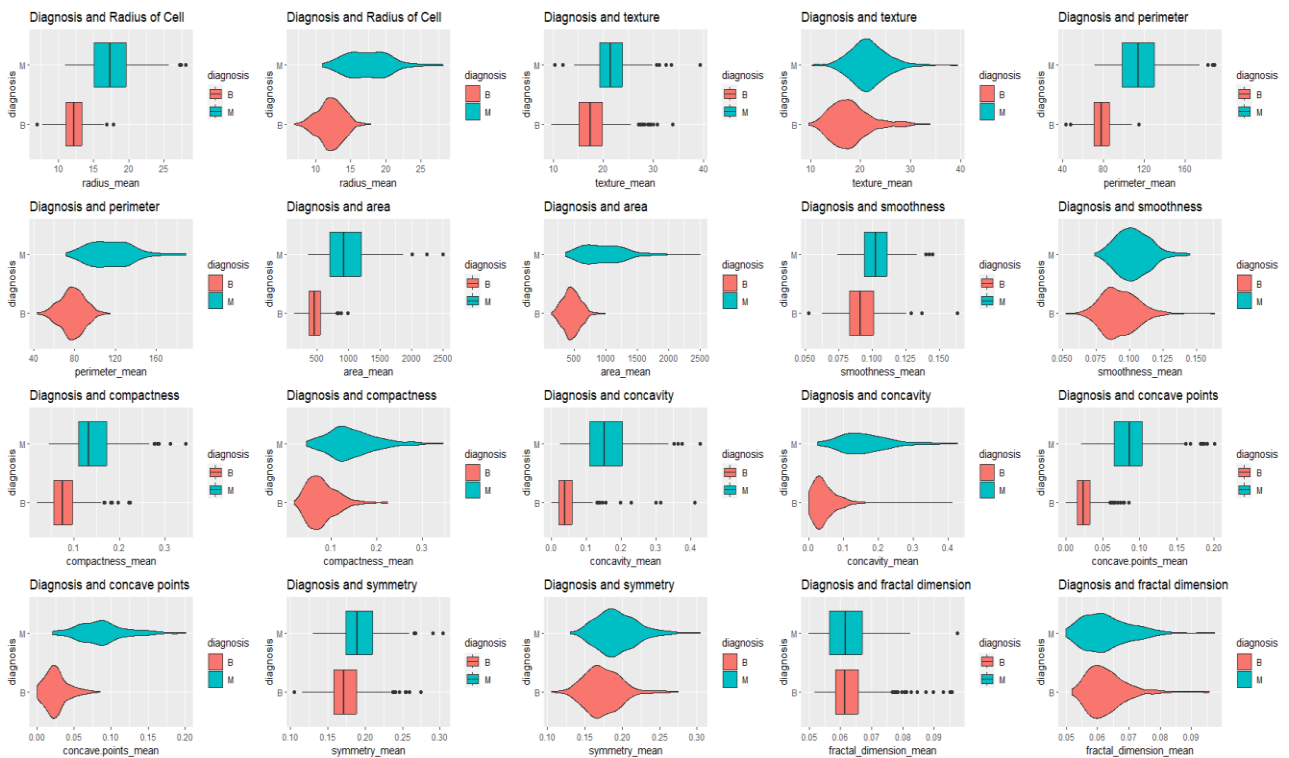 Diagnosis and Radius of Cell
M
B
diagnosis
10 15 20 25
radius_mean
diagnosis
B
M
Diagnosis and Radius of Cell
M
B
diagnosis
10 15 20 25
radius_mean
diagnosis
B
M
Diagnosis and texture
M
B
diagnosis
10 20 30 40
texture_mean
diagnosis
B
M
Diagnosis and texture
M
B
diagnosis
10 20 30 40
texture_mean
diagnosis
B
M
Diagnosis and perimeter
M
B
diagnosis
40 80 120 160
perimeter_mean
diagnosis
B
M
Diagnosis and perimeter
M
B
diagnosis
40 80 120 160
perimeter_mean
diagnosis
B
M
Diagnosis and area
M
B
diagnosis
500 1000 1500 2000 2500
area_mean
diagnosis
B
M
Diagnosis and area
M
B
diagnosis
500 1000 1500 2000 2500
area_mean
diagnosis
B
M
Diagnosis and smoothness
M
B
diagnosis
0.050 0.075 0.100 0.125 0.150
smoothness_mean
diagnosis
B
M
Diagnosis and smoothness
M
B
diagnosis
0.050 0.075 0.100 0.125 0.150
smoothness_mean
diagnosis
B
M
Diagnosis and compactness
M
B
diagnosis
0.1 0.2 0.3
compactness_mean
diagnosis
B
M
Diagnosis and compactness
M
B
diagnosis
0.1 0.2 0.3
compactness_mean
diagnosis
B
M
Diagnosis and concavity
M
B
diagnosis
0.0 0.1 0.2 0.3 0.4
concavity_mean
diagnosis
B
M
Diagnosis and concavity
M
B
diagnosis
0.0 0.1 0.2 0.3 0.4
concavity_mean
diagnosis
B
M
Diagnosis and concave points
M
B
diagnosis
0.00 0.05 0.10 0.15 0.20
concave.points_mean
diagnosis
B
M
Diagnosis and concave points
M
B
diagnosis
0.00 0.05 0.10 0.15 0.20
concave.points_mean
diagnosis
B
M
Diagnosis and symmetry
M
B
diagnosis
0.10 0.15 0.20 0.25 0.30
symmetry_mean
diagnosis
B
M
Diagnosis and symmetry
M
B
diagnosis
0.10 0.15 0.20 0.25 0.30
symmetry_mean
diagnosis
B
M
Diagnosis and fractal dimension
M
B
diagnosis
0.05 0.06 0.07 0.08 0.09
fractal_dimension_mean
diagnosis
B
M
Diagnosis and fractal dimension
M
B
diagnosis
0.05 0.06 0.07 0.08 0.09
fractal_dimension_mean
diagnosis
B
M